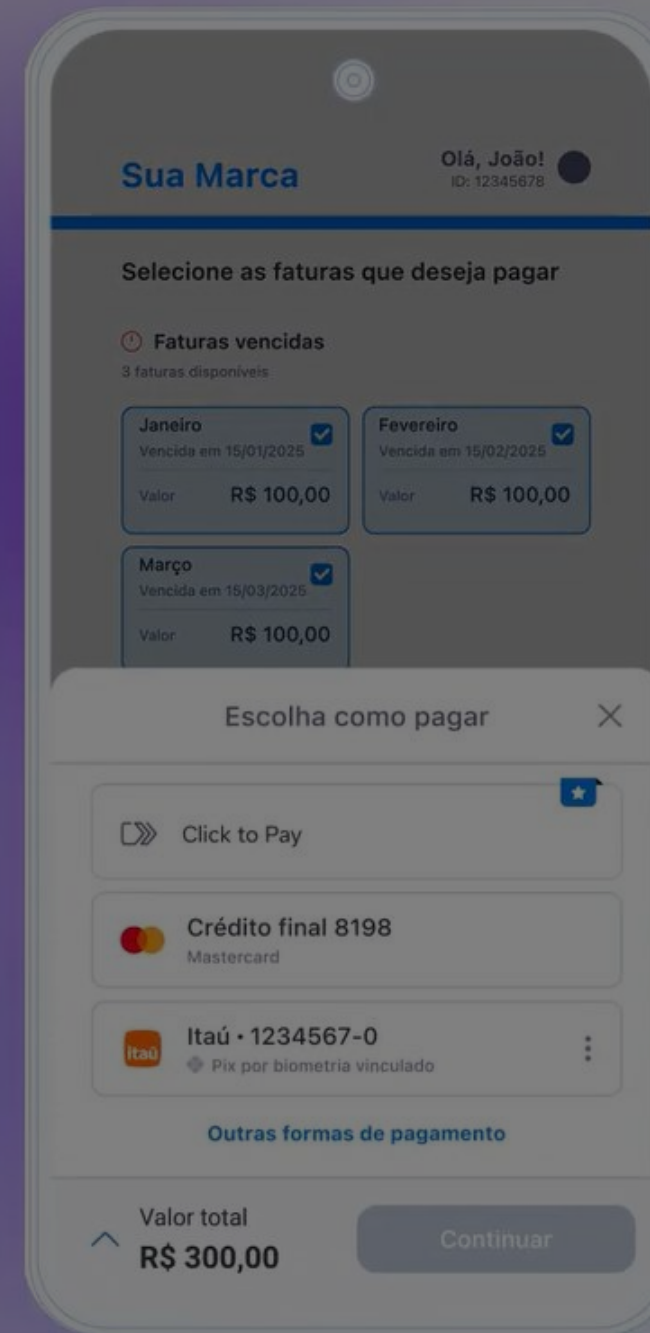 Sua Marca
Olá, João!
ID: 12345678
Selecione as faturas que deseja pagar
Faturas vencidas
3 faturas disponíveis
Janeiro
Vencida em 15/01/2025
Valor R$ 100,00
Fevereiro
Vencida em 15/02/2025
Valor R$ 100,00
Março
Vencida em 15/03/2025
Valor R$ 100,00
Escolha como pagar
Click to Pay
Crédito final 8198
Mastercard
itaú
Itaú • 1234567-0
Pix por biometria vinculado
Outras formas de pagamento
Valor total
R$ 300,00
Continuar